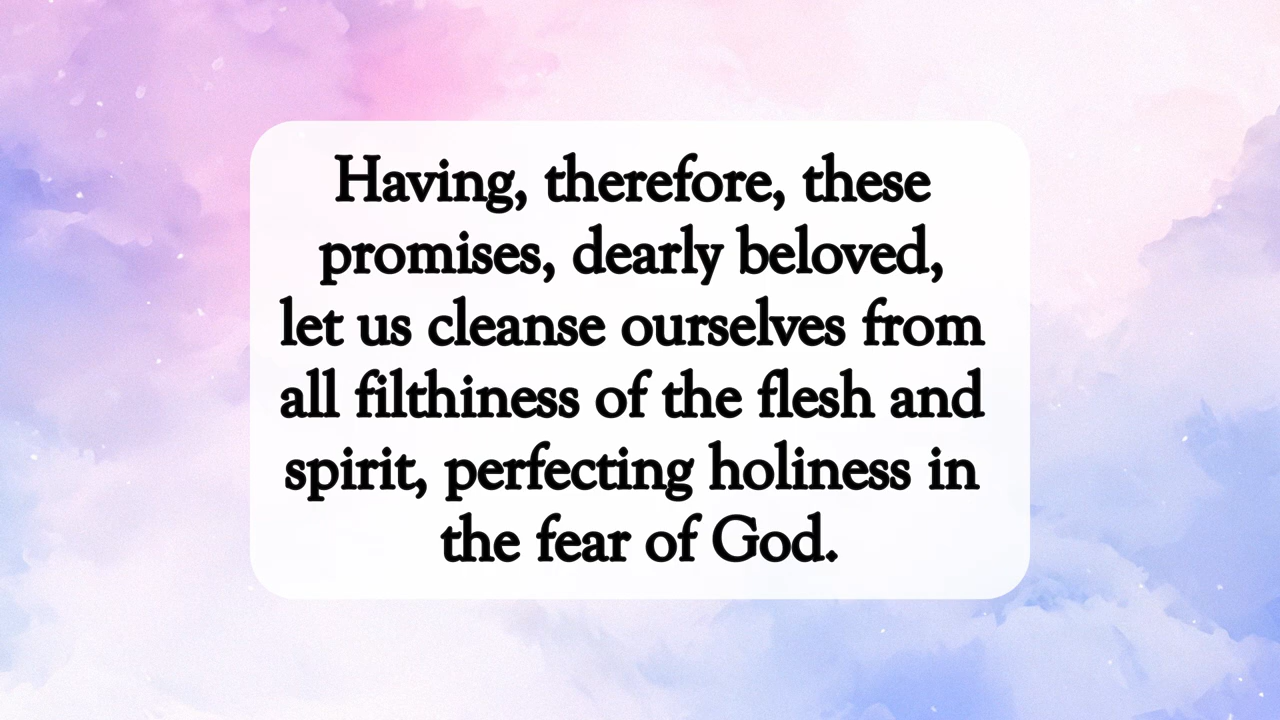 Having, therefore, these
promises, dearly beloved,
let us cleanse ourselves from
all filthiness of the flesh and
spirit, perfecting holiness in
the fear of God.